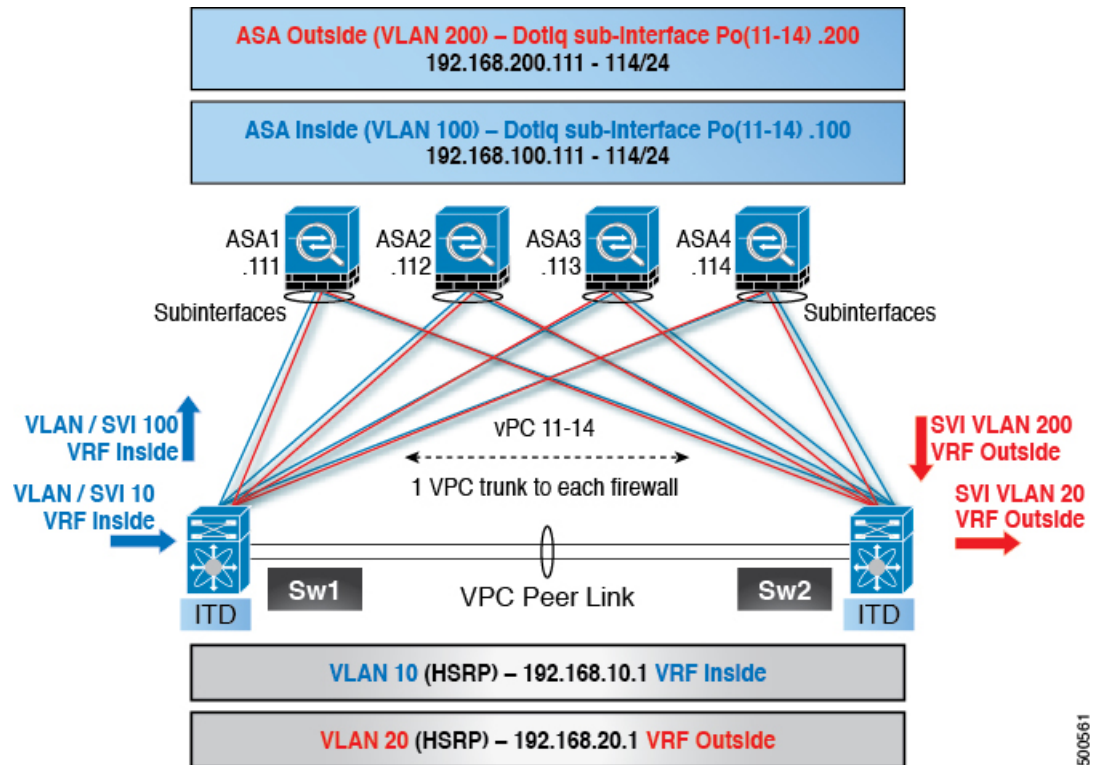 ASA Outside (VLAN 200) – Dotlq sub-interface Po(11-14) .200
192.168.200.111 - 114/24
ASA Inside (VLAN 100) – Dotlq sub-interface Po(11-14) .100
192.168.100.111 - 114/24
ASA1
.111
ASA2
.112
ASA3
.113
ASA4
.114
Subinterfaces
Subinterfaces
VLAN / SVI 100
VRF Inside
vPC 11-14
SVI VLAN 200
VRF Outside
VLAN / SVI 10
VRF Inside
1 VPC trunk to each firewall
SVI VLAN 20
VRF Outside
Sw1
VPC Peer Link
Sw2
ITD
ITD
VLAN 10 (HSRP) – 192.168.10.1 VRF Inside
VLAN 20 (HSRP) – 192.168.20.1 VRF Outside
500561